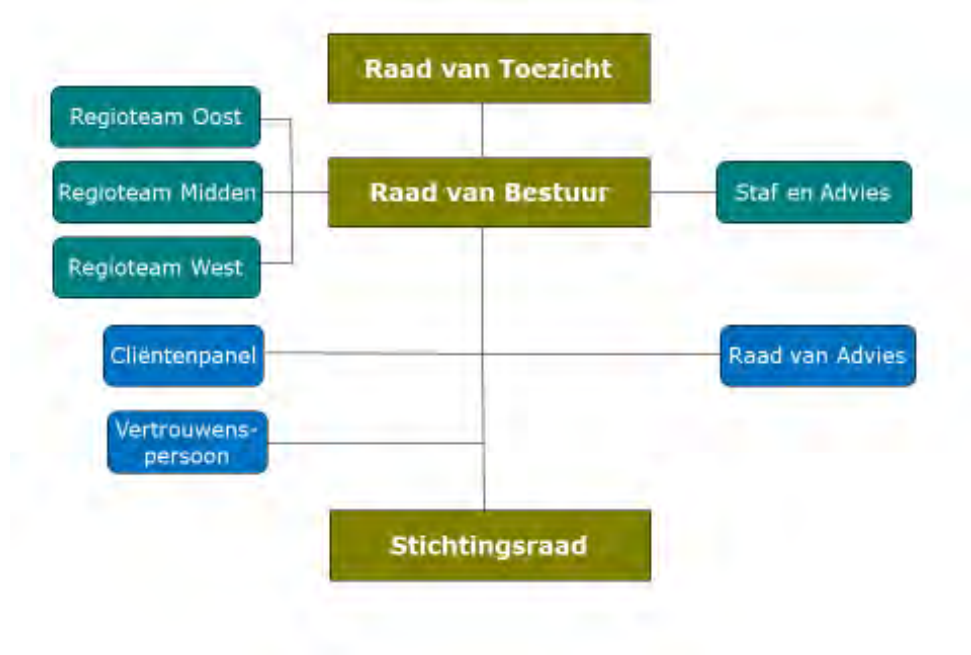 Raad van Toezicht
Regioteam Oost
Regioteam Midden
Raad van Bestuur
Staf en Advies
Regioteam West
Cliëntenpanel
Raad van Advies
Vertrouwens-
persoon
Stichtingsraad